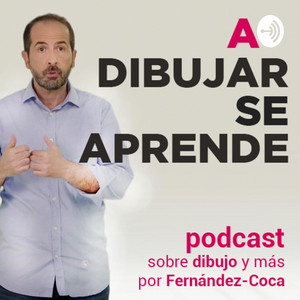 A
DIBUJAR
SE
APRENDE
podcast
sobre dibujo y más
por Fernández-Coca